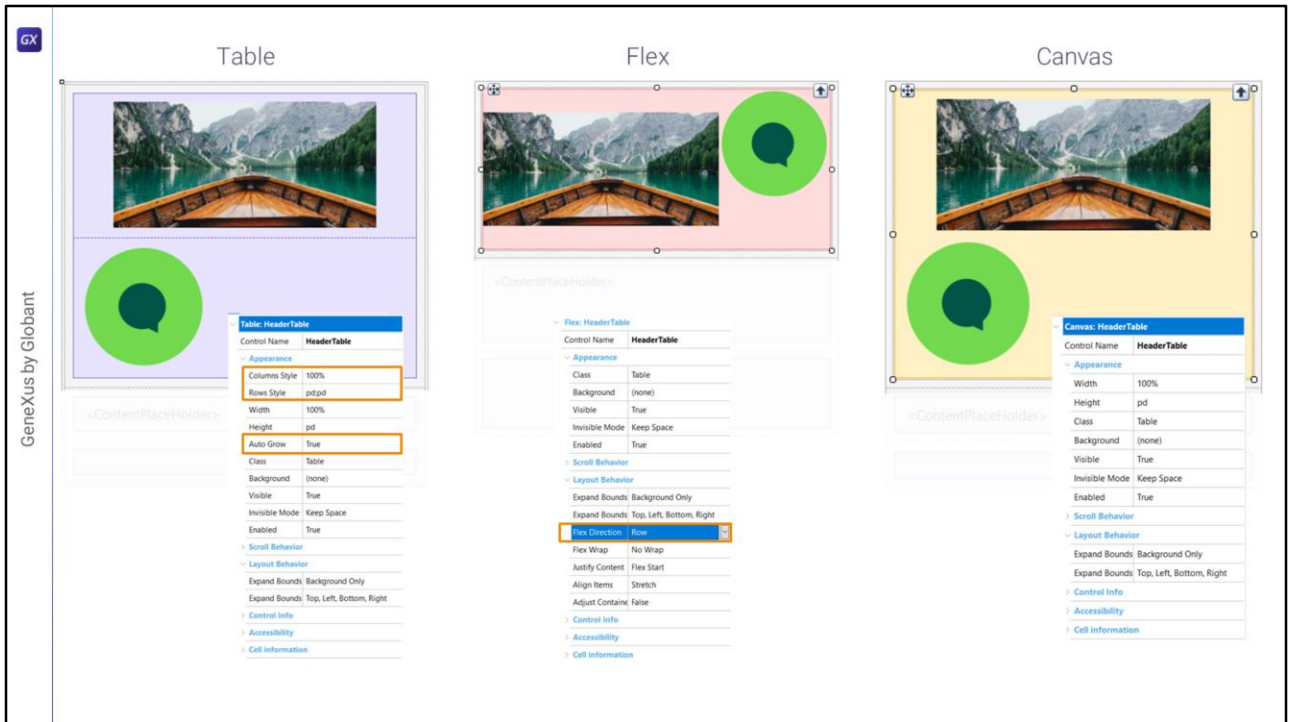 GX
GeneXus by Globant
Table
<ContentPlaceHolder>
Table: HeaderTable
Control Name HeaderTable
Appearance
Columns Style 100%
Rows Style pd;pd
Width 100%
Height pd
Auto Grow True
Class Table
Background (none)
Visible True
Invisible Mode Keep Space
Enabled True
Scroll Behavior
Layout Behavior
Expand Bounds Background Only
Expand Bounds Top, Left, Bottom, Right
Control Info
Accessibility
Cell information
Flex
<ContentPlaceHolder>
Flex: HeaderTable
Control Name HeaderTable
Appearance
Class Table
Background (none)
Visible True
Invisible Mode Keep Space
Enabled True
Scroll Behavior
Layout Behavior
Expand Bounds Background Only
Expand Bounds Top, Left, Bottom, Right
Flex Direction Row
Flex Wrap No Wrap
Justify Content Flex Start
Align Items Stretch
Adjust Containe False
Control Info
Accessibility
Cell information
Canvas
<ContentPlaceHolder>
Canvas: HeaderTable
Control Name HeaderTable
Appearance
Width 100%
Height pd
Class Table
Background (none)
Visible True
Invisible Mode Keep Space
Enabled True
Scroll Behavior
Layout Behavior
Expand Bounds Background Only
Expand Bounds Top, Left, Bottom, Right
Control Info
Accessibility
Cell information